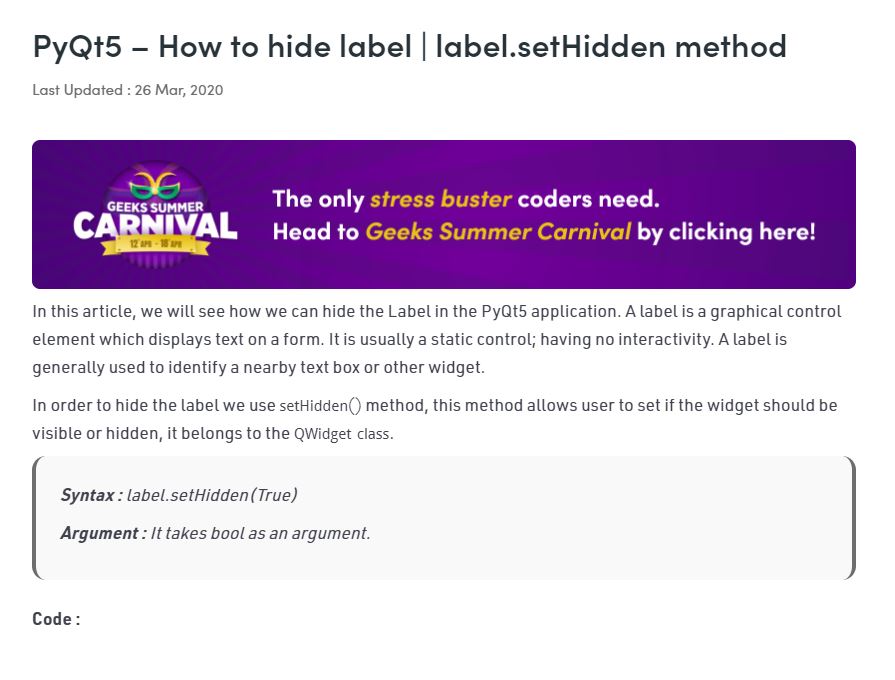 PyQt5 – How to hide label | label.setHidden method
Last Updated : 26 Mar, 2020
GEEKS SUMMER
CARNIVAL
12 APR - 18 APR
The only stress buster coders need.
Head to Geeks Summer Carnival by clicking here!
In this article, we will see how we can hide the Label in the PyQt5 application. A label is a graphical control
element which displays text on a form. It is usually a static control; having no interactivity. A label is
generally used to identify a nearby text box or other widget.
In order to hide the label we use setHidden() method, this method allows user to set if the widget should be
visible or hidden, it belongs to the QWidget class.
Syntax : label.setHidden(True)
Argument : It takes bool as an argument.
Code :